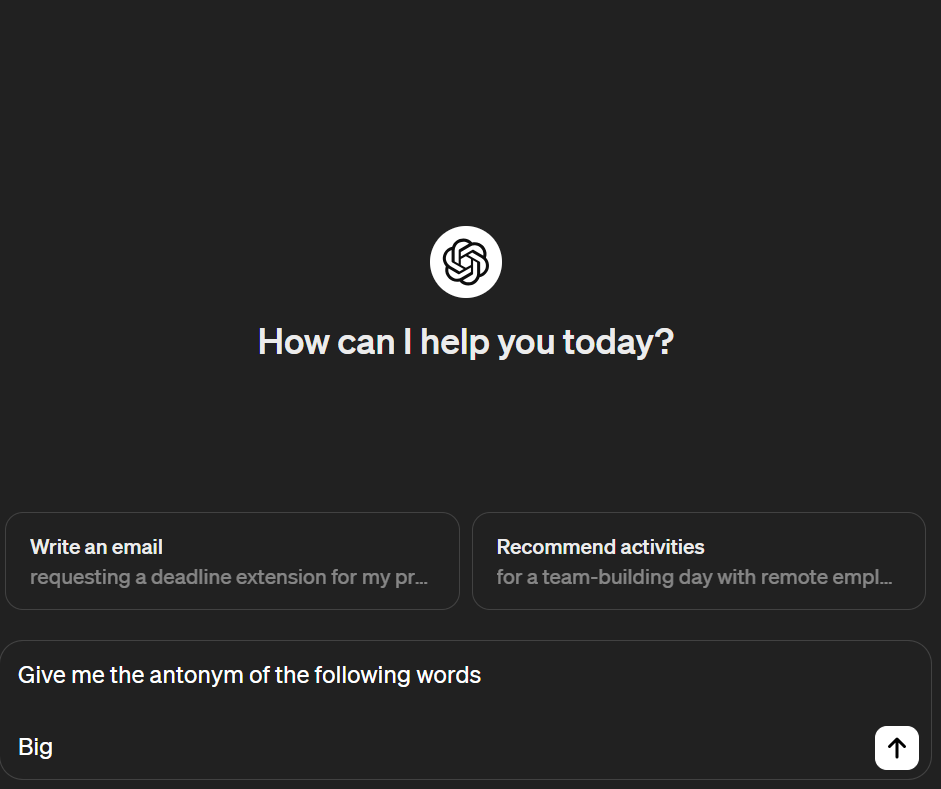 How can I help you today?
Write an email
requesting a deadline extension for my pr...
Recommend activities
for a team-building day with remote empl...
Give me the antonym of the following words
Big